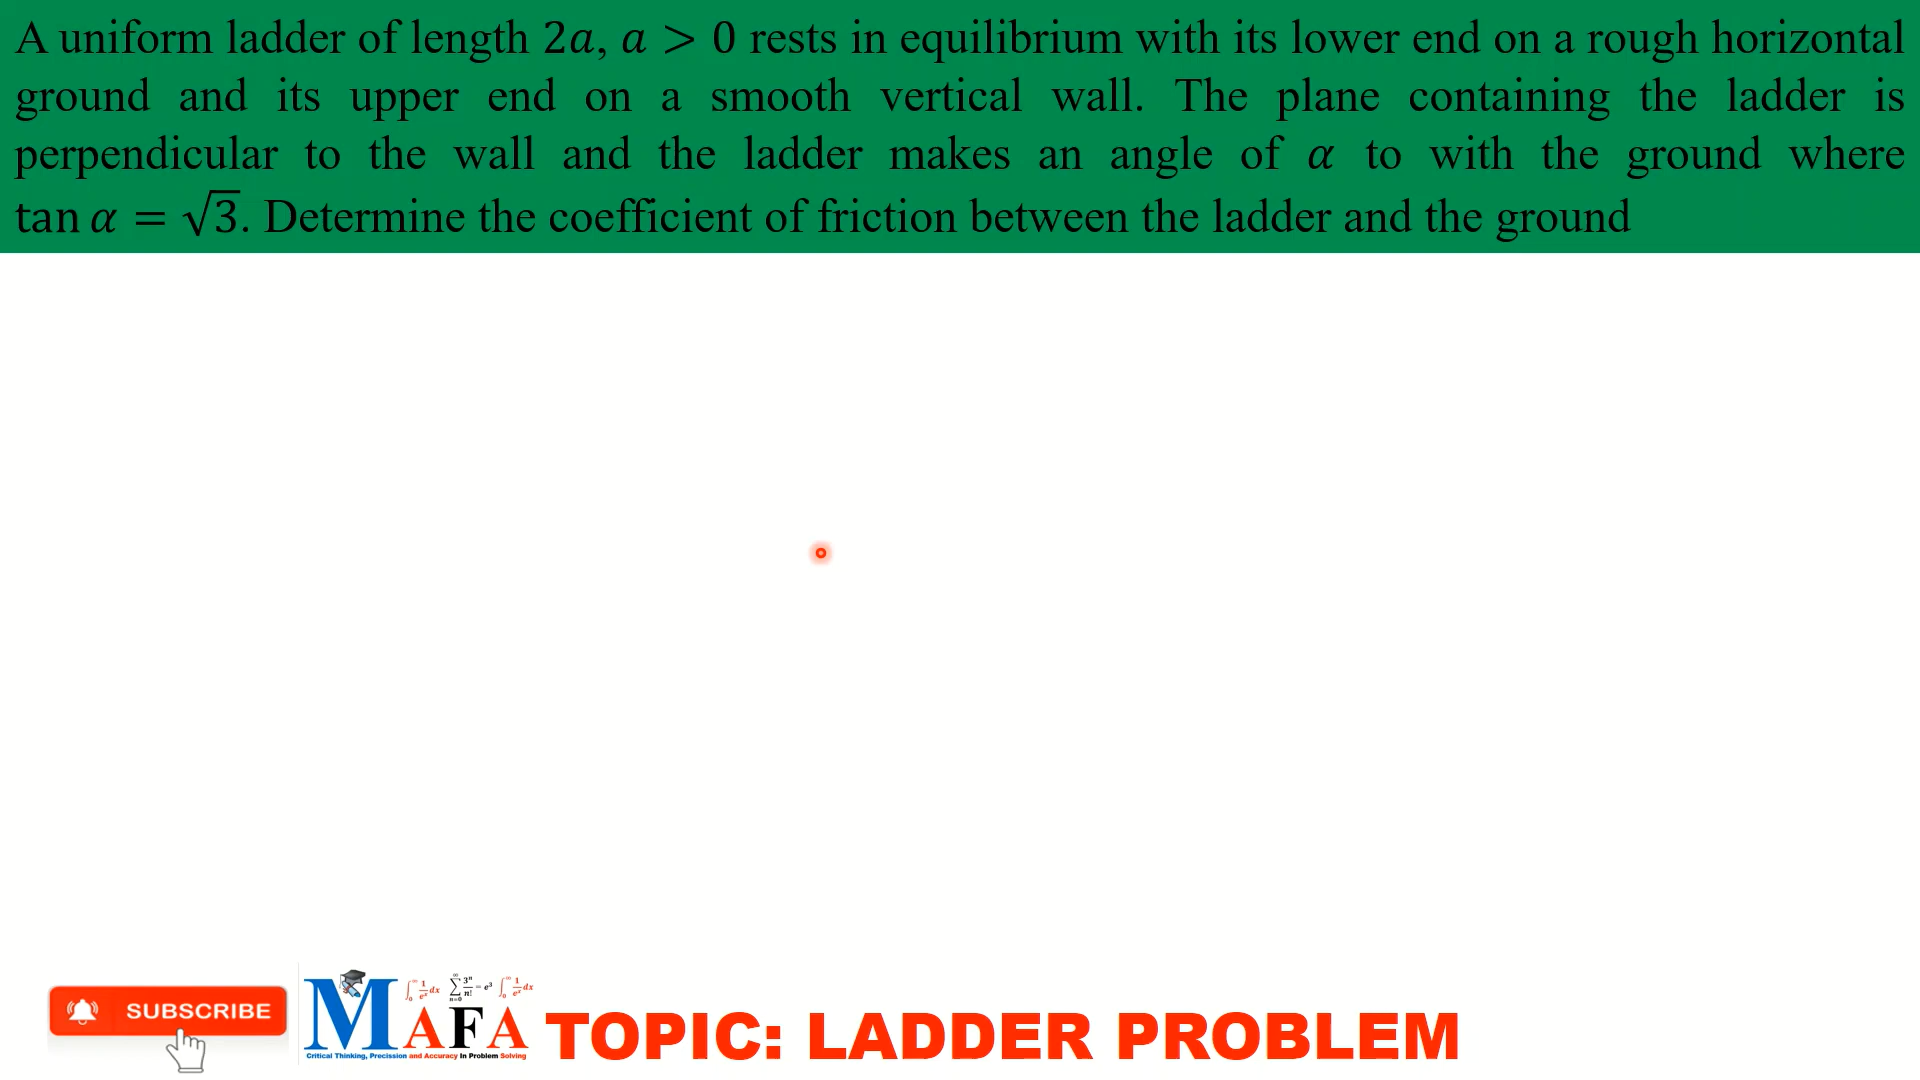 A uniform ladder of length 2𝑎, 𝑎 > 0 rests in equilibrium with its lower end on a rough horizontal
ground and its upper end on a smooth vertical wall. The plane containing the ladder is
perpendicular to the wall and the ladder makes an angle of 𝛼 to with the ground where
tan 𝛼 = √3. Determine the coefficient of friction between the ladder and the ground
SUBSCRIBE
MAFA
Critical Thinking, Precission and Accuracy In Problem Solving
TOPIC: LADDER PROBLEM